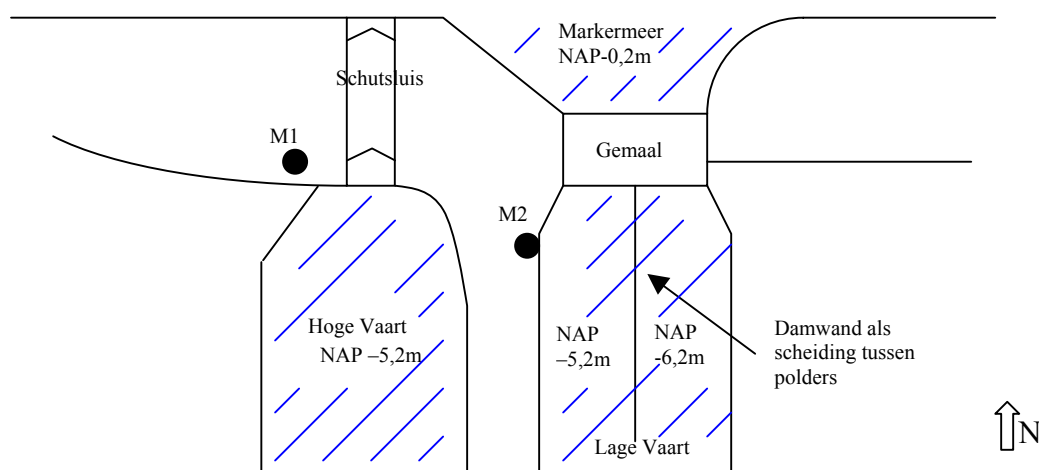 Markermeer
NAP-0,2m
Schutsluis
M1
Gemaal
M2
Hoge Vaart
NAP –5,2m
NAP
–5,2m
NAP
-6,2m
Damwand als
scheiding tussen
polders
Lage Vaart
N